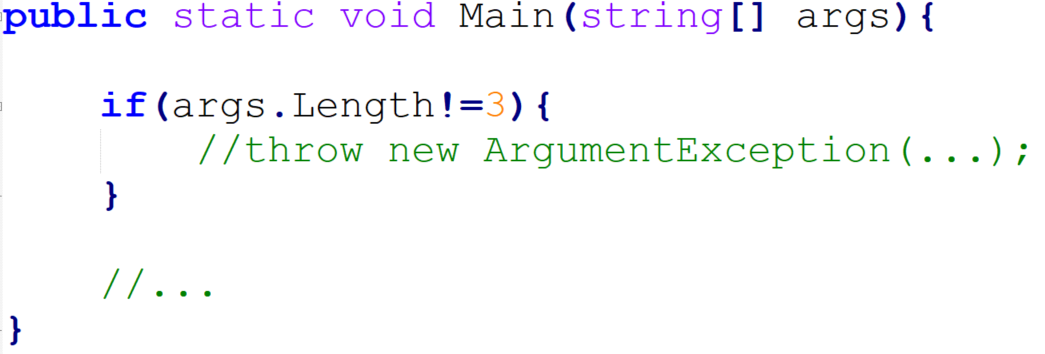 public static void Main(string[] args){
if(args.Length!=3){
//throw new ArgumentException(...);
}
//...
}